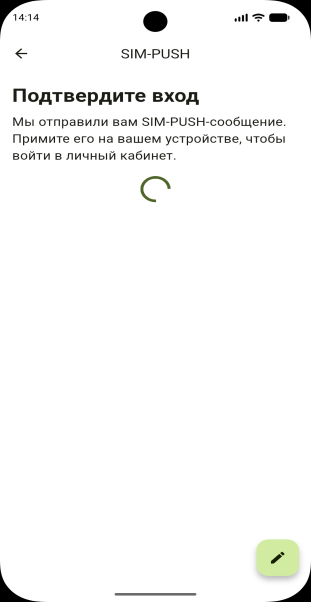 14:14
SIM-PUSH
Подтвердите вход
Мы отправили вам SIM-PUSH-сообщение.
Примите его на вашем устройстве, чтобы
войти в личный кабинет.